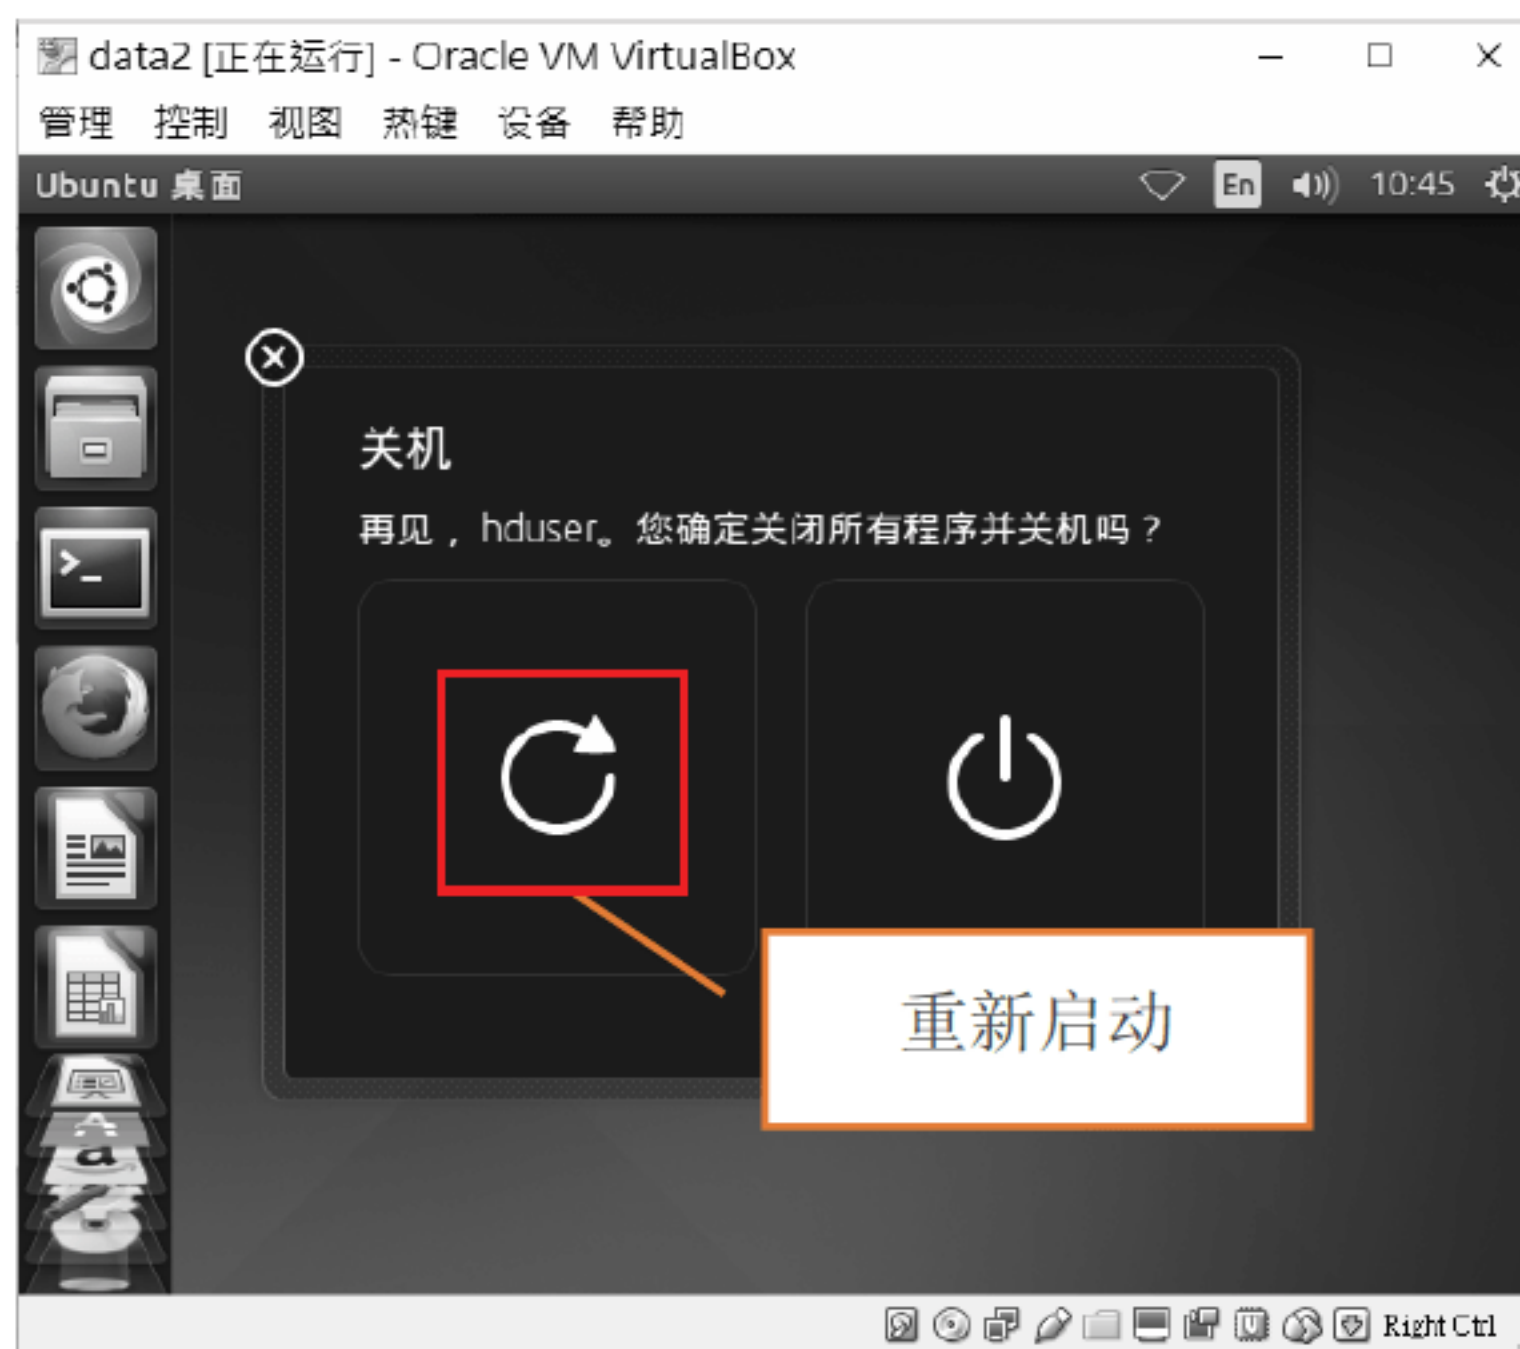 data2 [正在运行] - Oracle VM VirtualBox
管理 控制 视图 热键 设备 帮助
Ubuntu 桌面 En 10:45
关机
再见，hduser。您确定关闭所有程序并关机吗？
重新启动
Right Ctrl